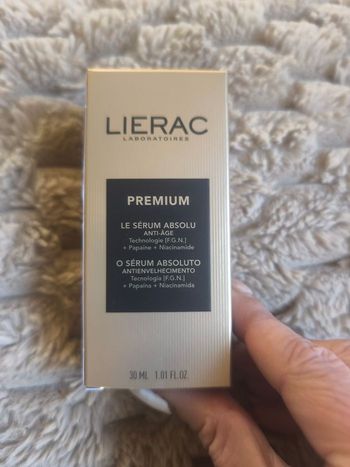 LIERAC
LABORATOIRES
PREMIUM
LE SÉRUM ABSOLU
ANTI-ÂGE
Technologie [F.G.N.]
+ Papaïne + Niacinamide
O SÉRUM ABSOLUTO
ANTIENVELHECIMENTO
Tecnologia [F.G.N.]
+ Papaína + Niacinamida
30 ML 1.01 FL.OZ.